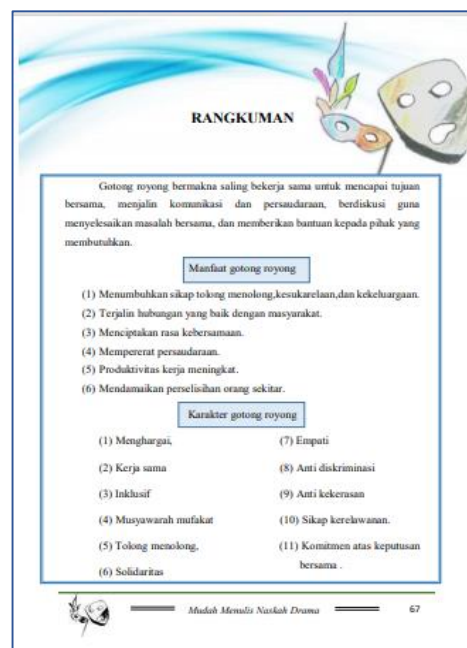 RANGKUMAN
Gotong royong bermakna saling bekerja sama untuk mencapai tujuan
bersama, menjalin komunikasi dan persaudaraan, berdiskusi guna
menyelesaikan masalah bersama, dan memberikan bantuan kepada pihak yang
membutuhkan.
Manfaat gotong royong
(1) Menumbuhkan sikap tolong menolong,kesukarelaan,dan kekeluargaan.
(2) Terjalin hubungan yang baik dengan masyarakat.
(3) Menciptakan rasa kebersamaan.
(4) Mempererat persaudaraan.
(5) Produktivitas kerja meningkat.
(6) Mendamaikan perselisihan orang sekitar.
Karakter gotong royong
(1) Menghargai,
(2) Kerja sama
(3) Inklusif
(4) Musyawarah mufakat
(5) Tolong menolong,
(6) Solidaritas
(7) Empati
(8) Anti diskriminasi
(9) Anti kekerasan
(10) Sikap kerelawanan.
(11) Komitmen atas keputusan
bersama .
Mudah Menulis Naskah Drama 67